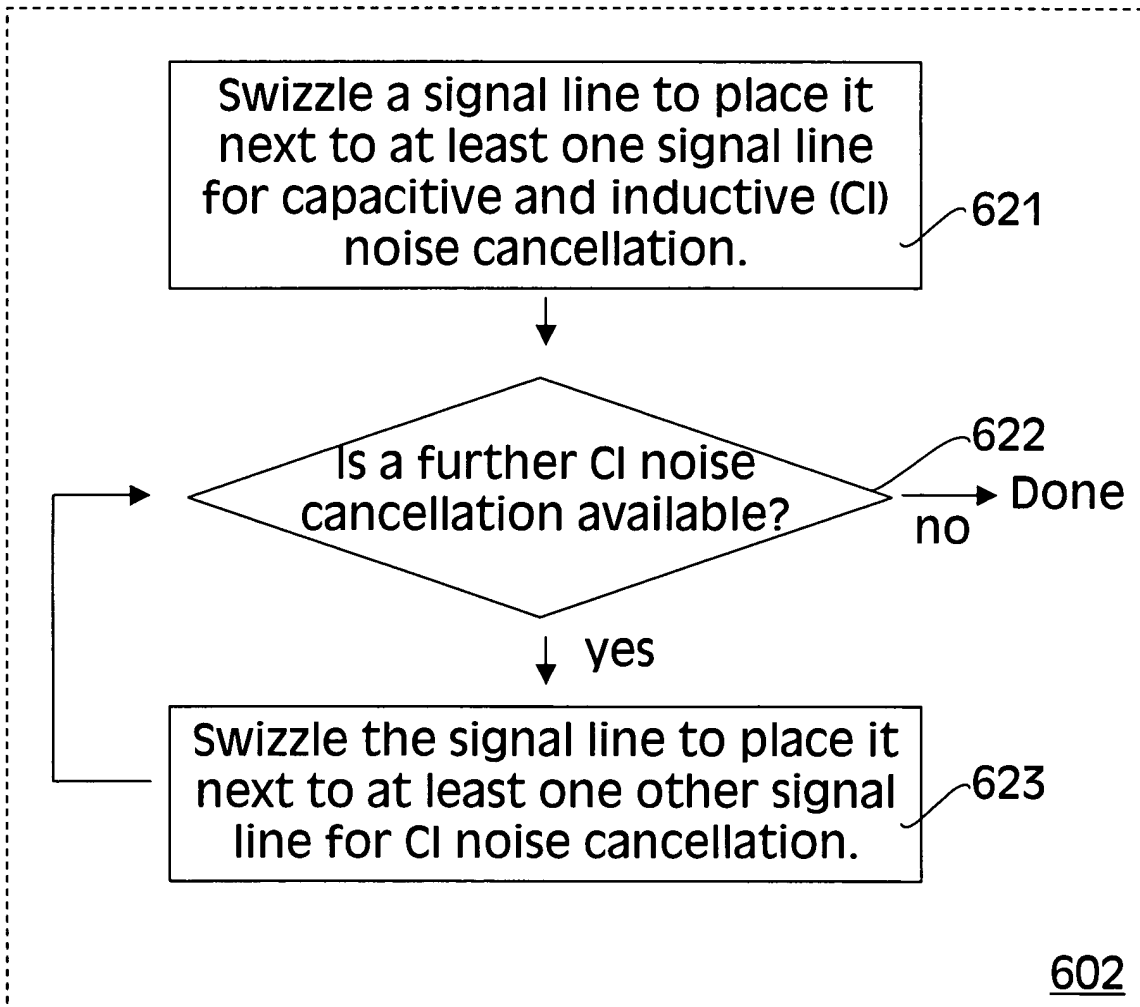 Swizzle a signal line to place it
next to at least one signal line
for capacitive and inductive (CI)
noise cancellation.
621
Is a further CI noise
cancellation available?
622
Done
no
yes
Swizzle the signal line to place it
next to at least one other signal
line for CI noise cancellation.
623
602